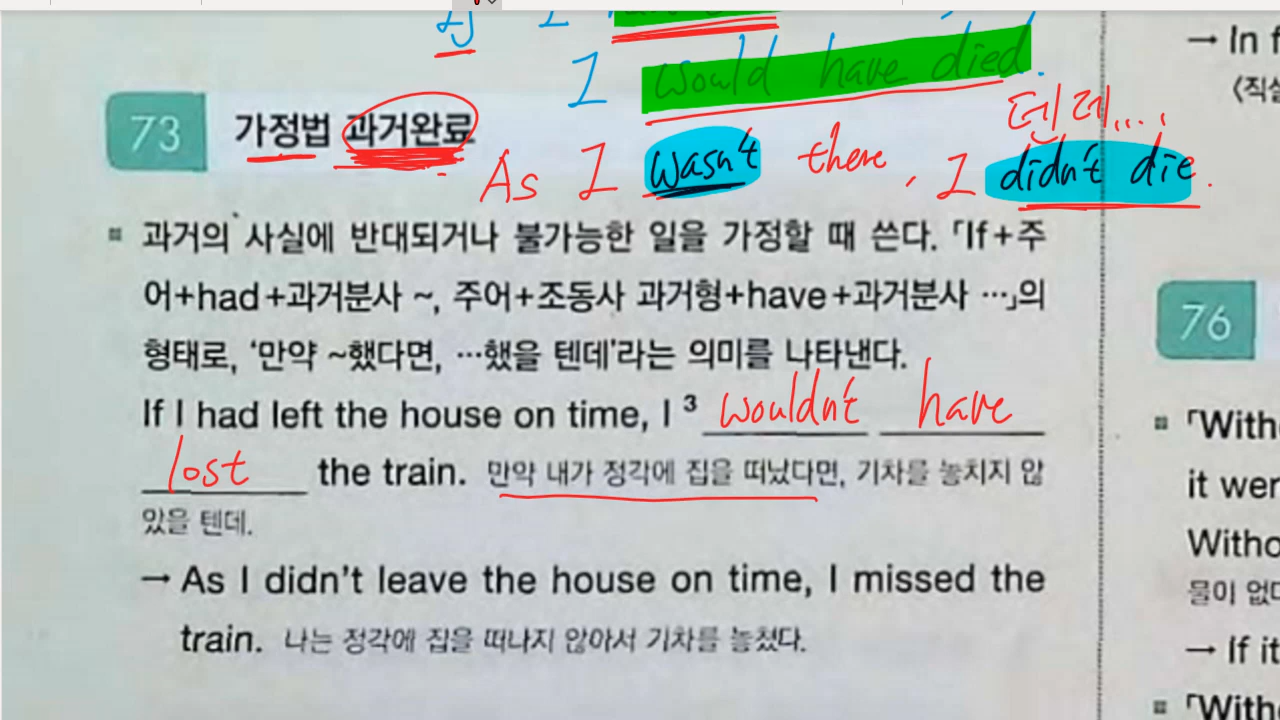 I would have died.
73 가정법 과거완료
텐데....
As I wasn't there, I didn't die.
과거의 사실에 반대되거나 불가능한 일을 가정할 때 쓴다. 「If+주
어+had+과거분사 ~, 주어+조동사 과거형+have+과거분사 …」의
형태로, ‘만약 ~했다면, …했을 텐데’라는 의미를 나타낸다.
If I had left the house on time, I ³ wouldn't have
lost the train. 만약 내가 정각에 집을 떠났다면, 기차를 놓치지 않
았을 텐데.
→ As I didn't leave the house on time, I missed the
train. 나는 정각에 집을 떠나지 않아서 기차를 놓쳤다.
→ In f
76
「With
it wer
Witho
물이 없
→ If it
「With